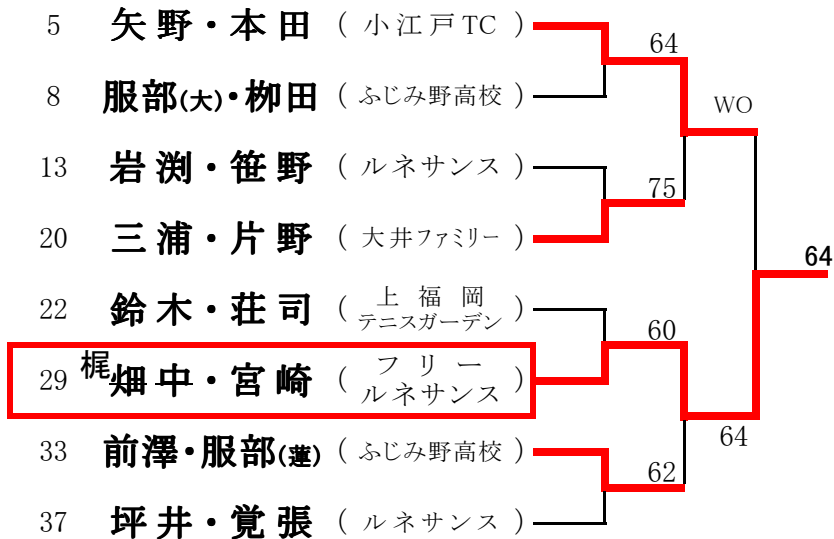 5 矢野・本田 ( 小江戸TC )
64
8 服部(大)・柳田 ( ふじみ野高校 )
WO
13 岩渕・笹野 ( ルネサンス )
75
20 三浦・片野 ( 大井ファミリー )
64
22 鈴木・荘司 ( 上福岡テニスガーデン )
60
29 梶 畑中・宮崎 ( フリー ルネサンス )
64
33 前澤・服部(蓮) ( ふじみ野高校 )
62
37 坪井・覚張 ( ルネサンス )